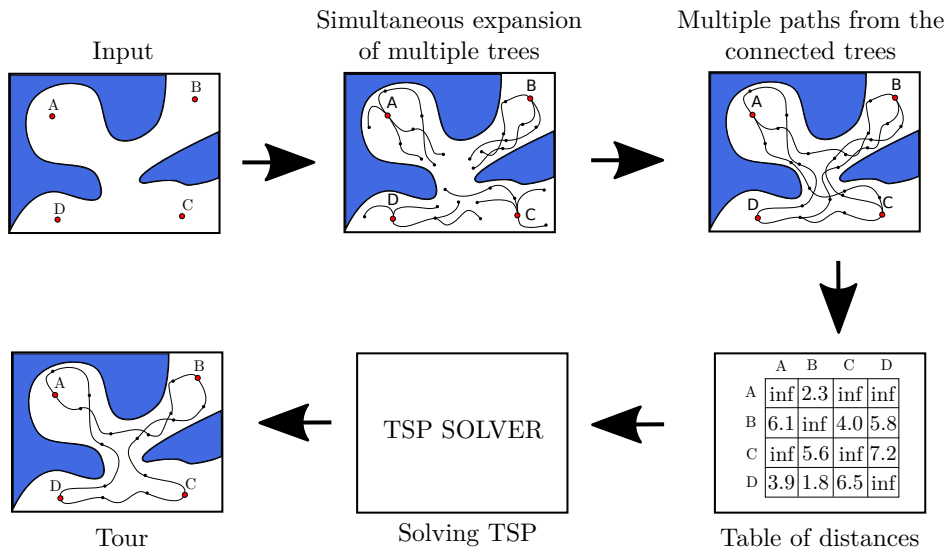 Input
A
B
D
C
Simultaneous expansion
of multiple trees
A
B
D
C
Multiple paths from the
connected trees
A
B
D
C
A B C D
A inf 2.3 inf inf
B 6.1 inf 4.0 5.8
C inf 5.6 inf 7.2
D 3.9 1.8 6.5 inf
Table of distances
TSP SOLVER
Solving TSP
B
A
D
C
Tour